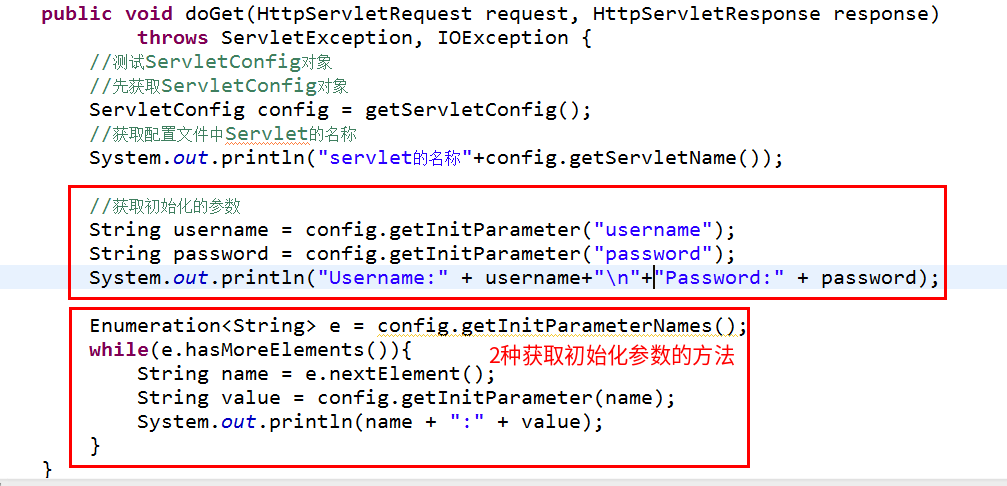 public void doGet(HttpServletRequest request, HttpServletResponse response)
throws ServletException, IOException {
//测试ServletConfig对象
//先获取ServletConfig对象
ServletConfig config = getServletConfig();
//获取配置文件中Servlet的名称
System.out.println("servlet的名称"+config.getServletName());
//获取初始化的参数
String username = config.getInitParameter("username");
String password = config.getInitParameter("password");
System.out.println("Username:" + username+"\n"+"Password:" + password);
Enumeration<String> e = config.getInitParameterNames();
while(e.hasMoreElements()){
2种获取初始化参数的方法
String name = e.nextElement();
String value = config.getInitParameter(name);
System.out.println(name + ":" + value);
}
}